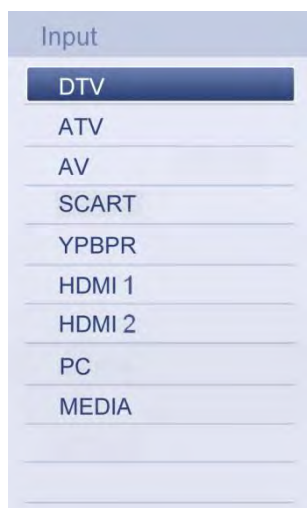 Input
DTV
ATV
AV
SCART
YPBPR
HDMI 1
HDMI 2
PC
MEDIA